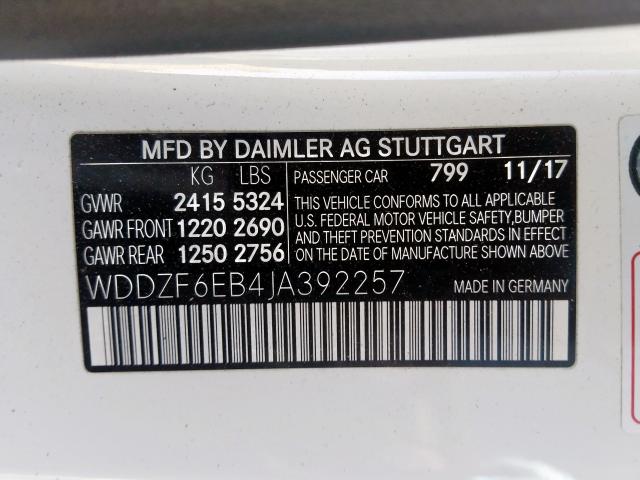 MFD BY DAIMLER AG STUTTGART
KG LBS
GVWR 2415 5324
GAWR FRONT 1220 2690
GAWR REAR 1250 2756
PASSENGER CAR 799 11/17
THIS VEHICLE CONFORMS TO ALL APPLICABLE
U.S. FEDERAL MOTOR VEHICLE SAFETY,BUMPER
AND THEFT PREVENTION STANDARDS IN EFFECT
ON THE DATE OF MANUFACTURE SHOWN ABOVE.
WDDZF6EB4JA392257
MADE IN GERMANY